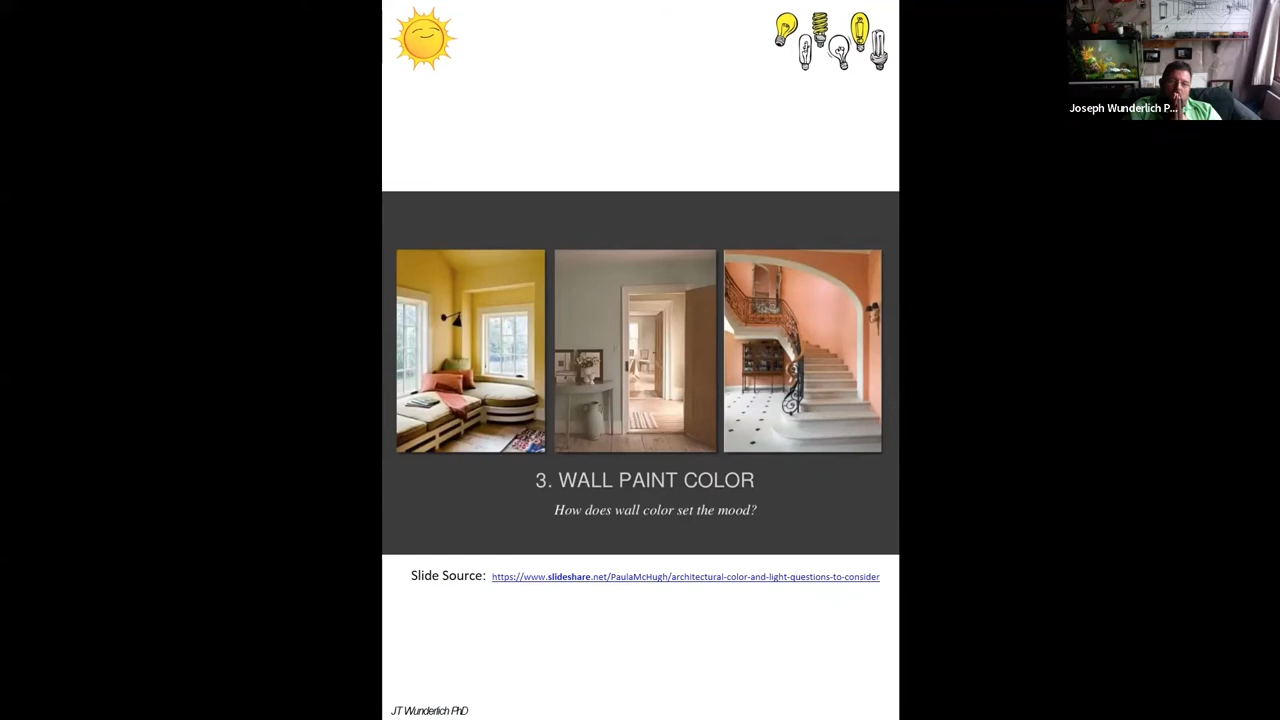 Joseph Wunderlich P...
3. WALL PAINT COLOR
How does wall color set the mood?
Slide Source: https://www.slideshare.net/PaulaMcHugh/architectural-color-and-light-questions-to-consider
JT Wunderlich PhD